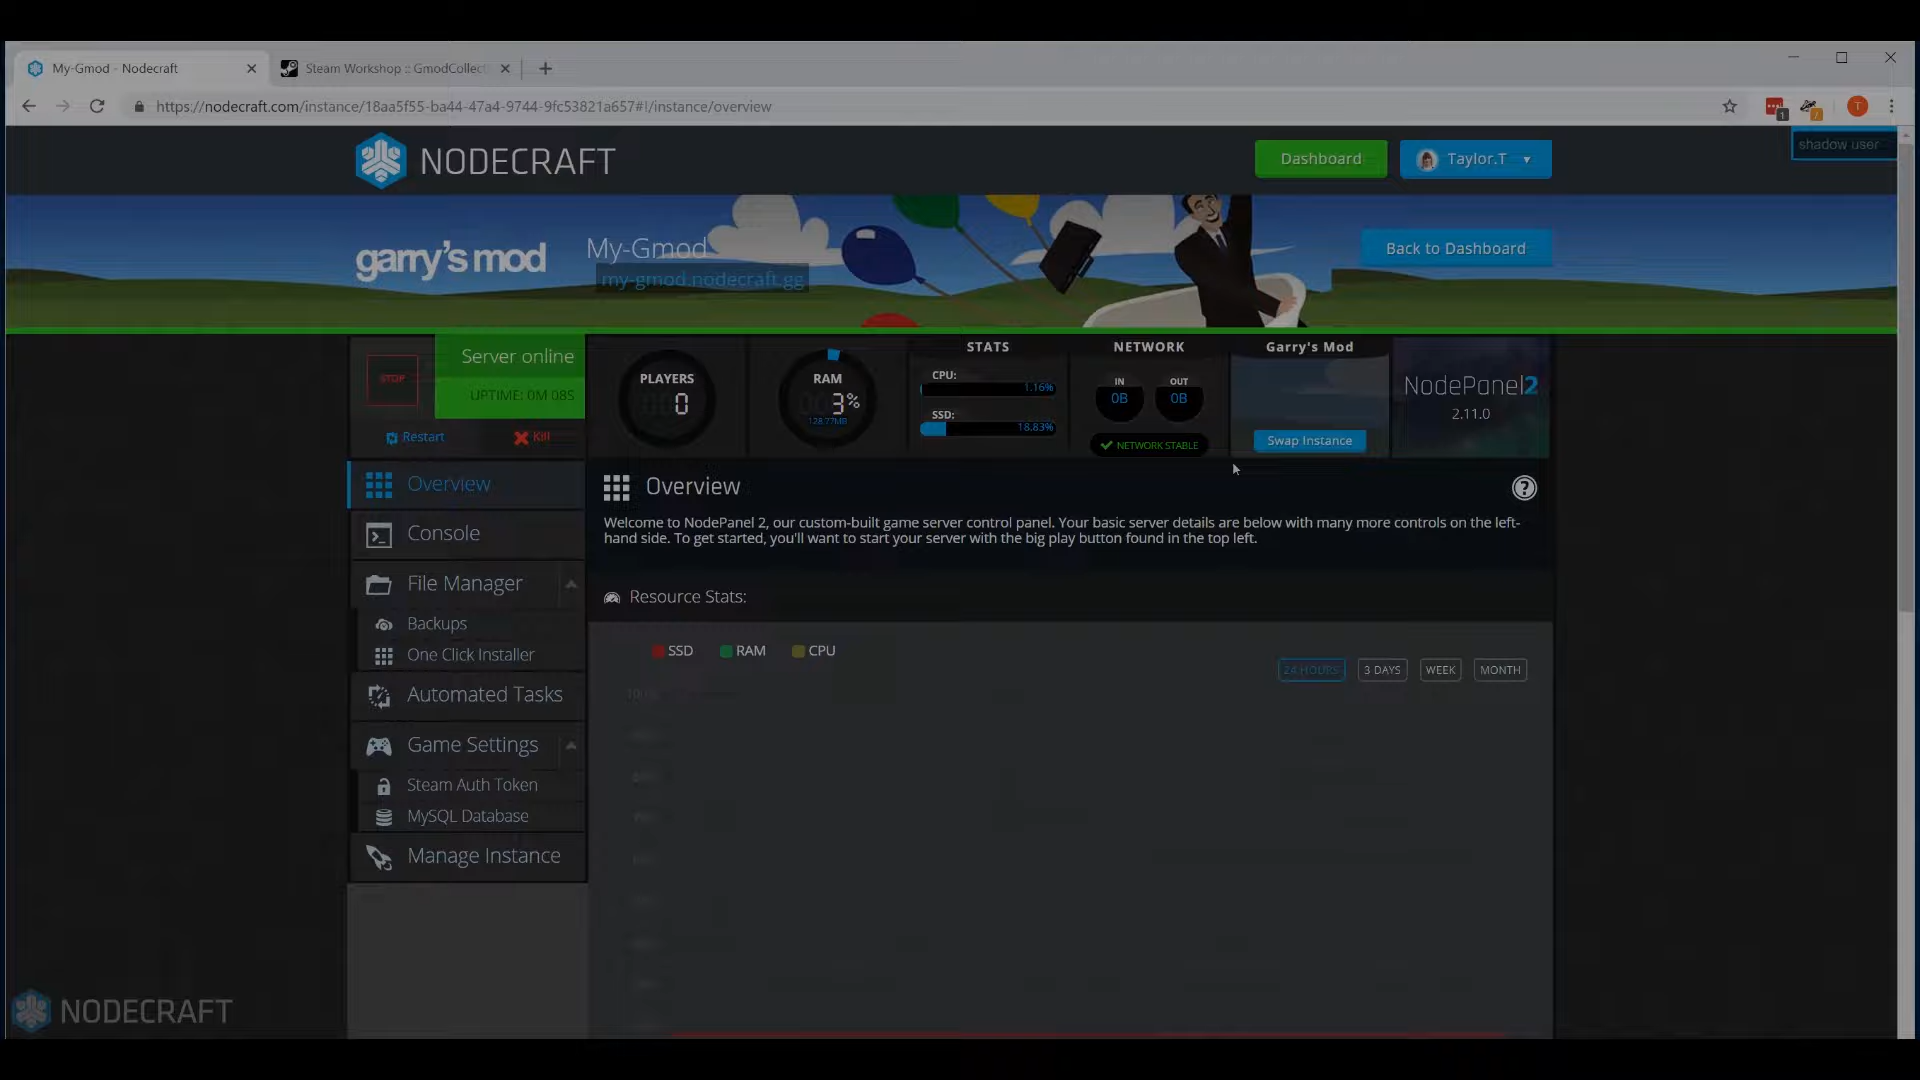 My-Gmod - Nodecraft
Steam Workshop :: GmodCollect
https://nodecraft.com/instance/18aa5f55-ba44-47a4-9744-9fc53821a657#!/instance/overview
1
7
T
NODECRAFT
Dashboard
Taylor.T
shadow user
garry's mod
My-Gmod
my-gmod.nodecraft.gg
Back to Dashboard
STOP
Server online
UPTIME: 0M 08S
Restart
Kill
PLAYERS
0
RAM
3%
128.77MB
STATS
CPU:
1.16%
SSD:
18.83%
NETWORK
IN
0B
OUT
0B
NETWORK STABLE
Garry's Mod
Swap Instance
NodePanel2
2.11.0
Overview
Console
File Manager
Backups
One Click Installer
Automated Tasks
Game Settings
Steam Auth Token
MySQL Database
Manage Instance
Overview
?
Welcome to NodePanel 2, our custom-built game server control panel. Your basic server details are below with many more controls on the left-
hand side. To get started, you'll want to start your server with the big play button found in the top left.
Resource Stats:
SSD
RAM
CPU
24 HOURS
3 DAYS
WEEK
MONTH
NODECRAFT